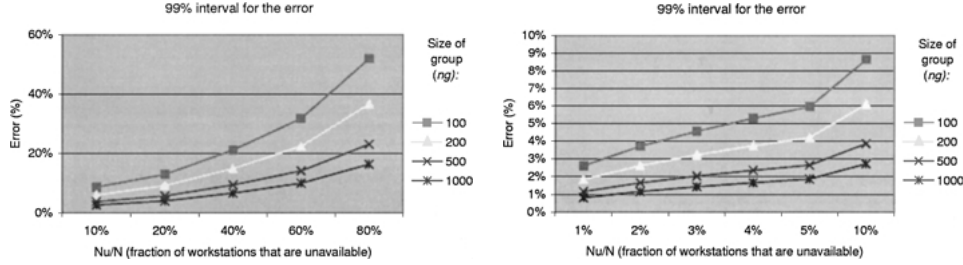 99% interval for the error
60%
40%
20%
0%
Error (%)
10% 20% 40% 60% 80%
Nu/N (fraction of workstations that are unavailable)
Size of
group
(ng):
100
200
500
1000
99% interval for the error
10%
9%
8%
7%
6%
5%
4%
3%
2%
1%
0%
Error (%)
1% 2% 3% 4% 5% 10%
Nu/N (fraction of workstations that are unavailable)
Size of
group
(ng):
100
200
500
1000